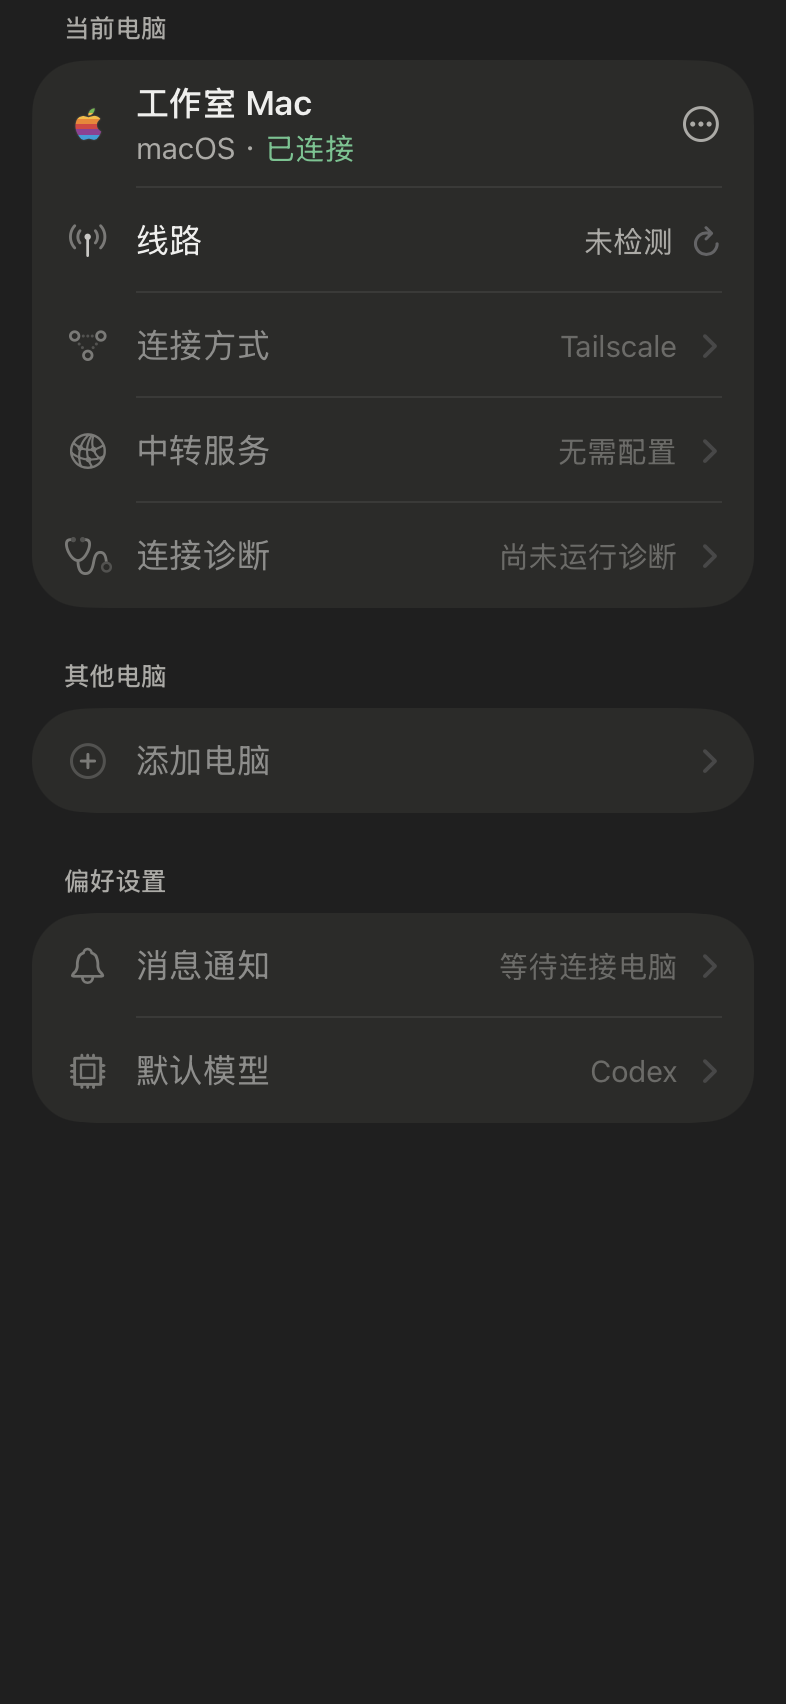 当前电脑
工作室 Mac
macOS · 已连接
线路 未检测
连接方式 Tailscale
中转服务 无需配置
连接诊断 尚未运行诊断
其他电脑
添加电脑
偏好设置
消息通知 等待连接电脑
默认模型 Codex